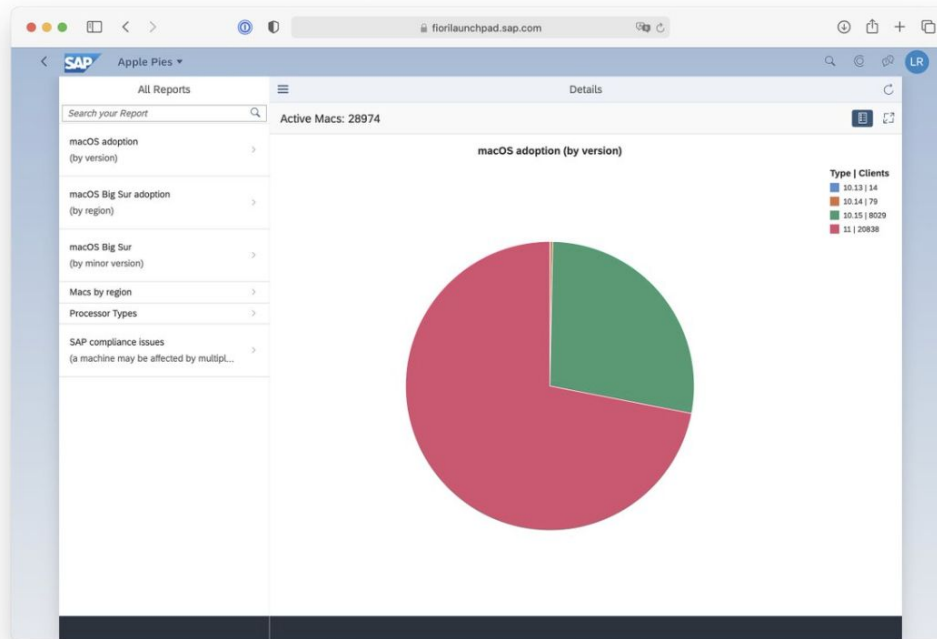 fiorilaunchpad.sap.com
SAP
Apple Pies
LR
All Reports
Search your Report
macOS adoption
(by version)
macOS Big Sur adoption
(by region)
macOS Big Sur
(by minor version)
Macs by region
Processor Types
SAP compliance issues
(a machine may be affected by multipl...
Details
Active Macs: 28974
macOS adoption (by version)
Type | Clients
10.13 | 14
10.14 | 79
10.15 | 8029
11 | 20838